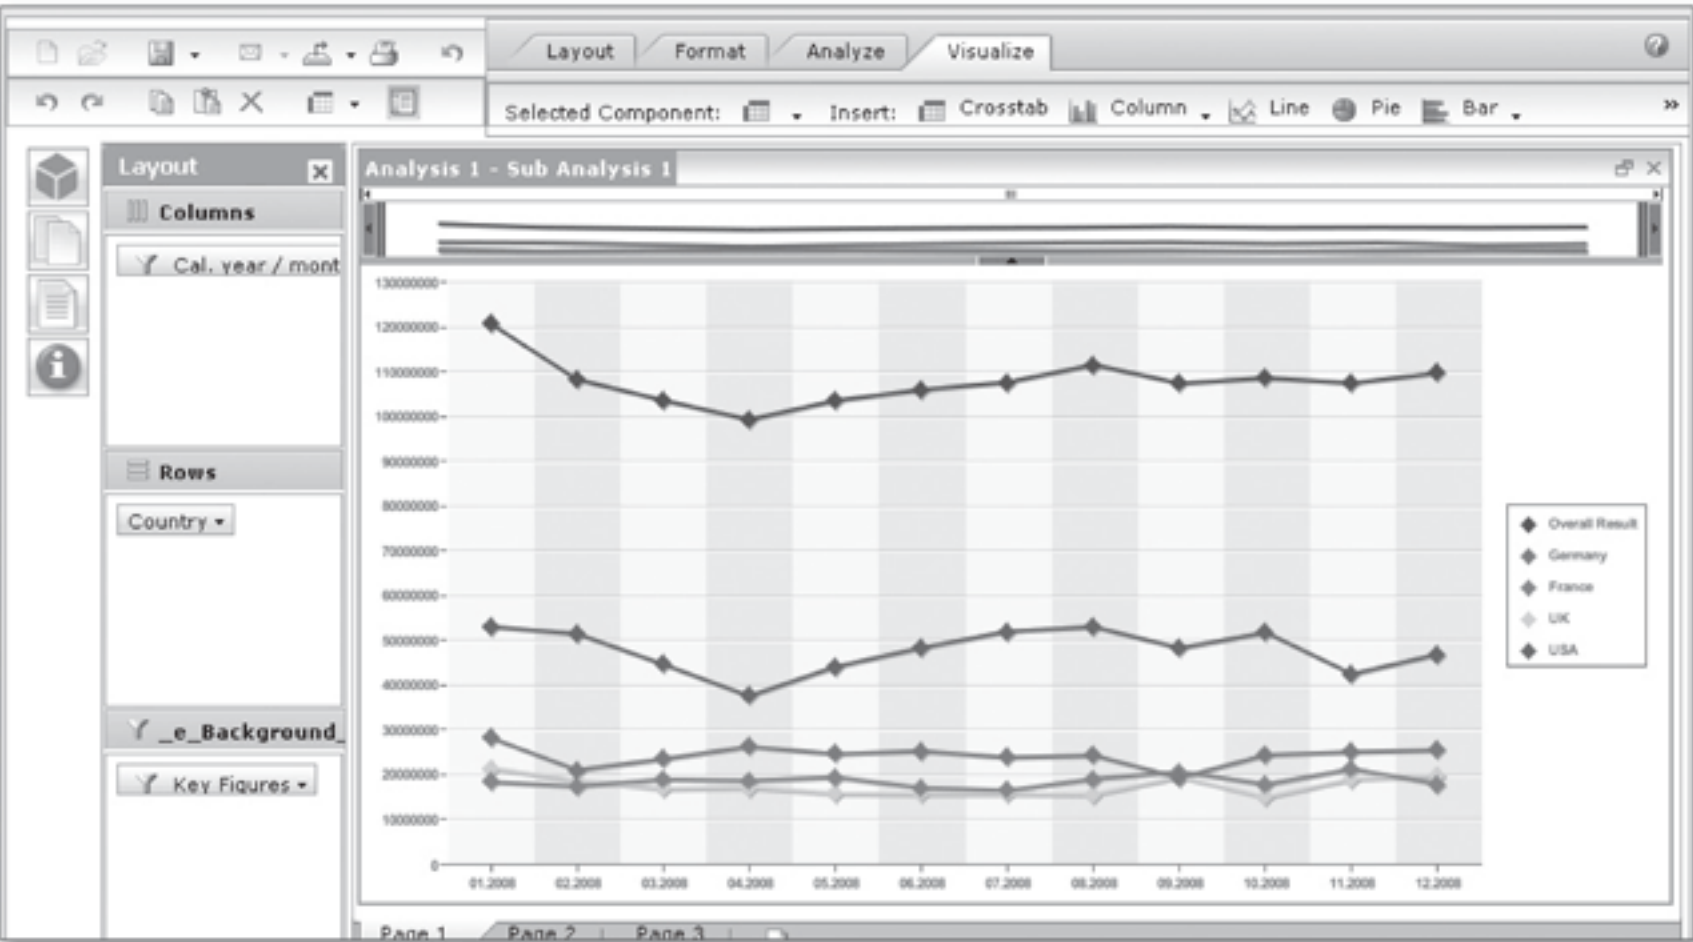 Layout Format Analyze Visualize
Selected Component: Insert: Crosstab Column Line Pie Bar »
Layout
Columns
Cal. year / mont
Rows
Country
_e_Background_
Key Figures
Analysis 1 - Sub Analysis 1
130000000
120000000
110000000
100000000
90000000
80000000
70000000
60000000
50000000
40000000
30000000
20000000
10000000
0
01.2008 02.2008 03.2008 04.2008 05.2008 06.2008 07.2008 08.2008 09.2008 10.2008 11.2008 12.2008
Overall Result
Germany
France
UK
USA
Page 1 Page 2 Page 3